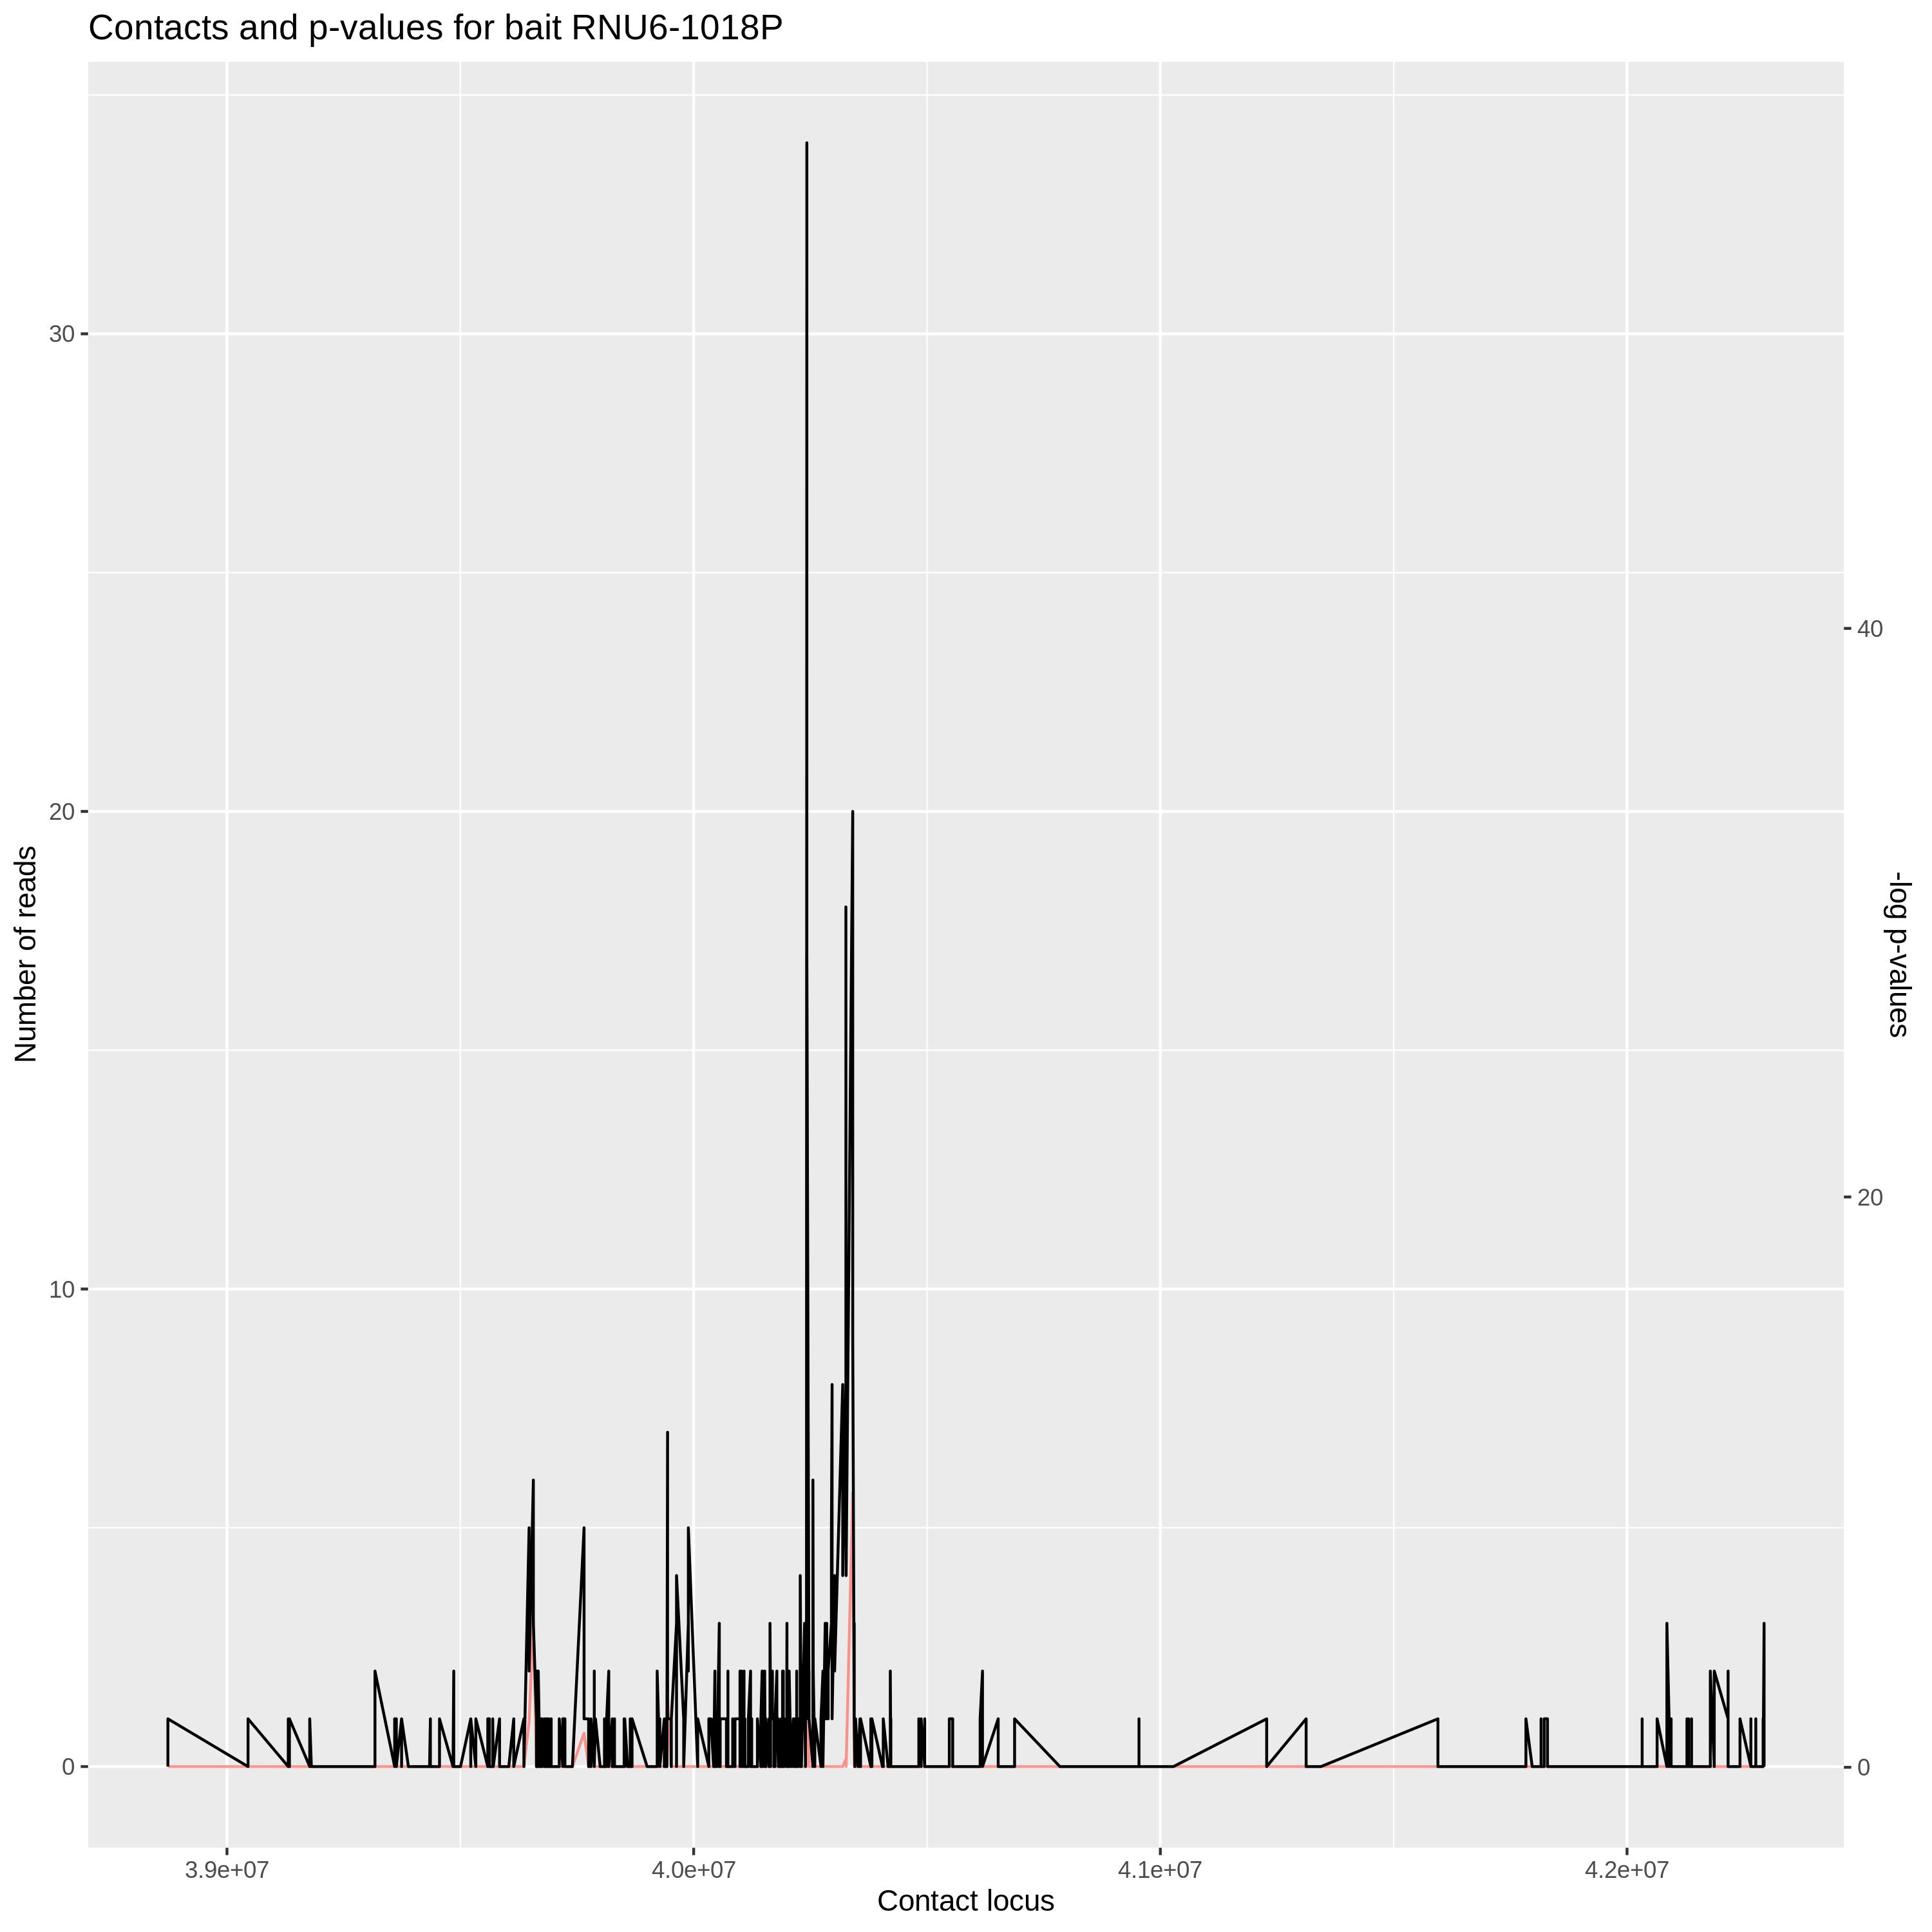 Contacts and p-values for bait RNU6-1018P
Number of reads
30
20
10
0
40
20
0
-log p-values
3.9e+07
4.0e+07
4.1e+07
4.2e+07
Contact locus